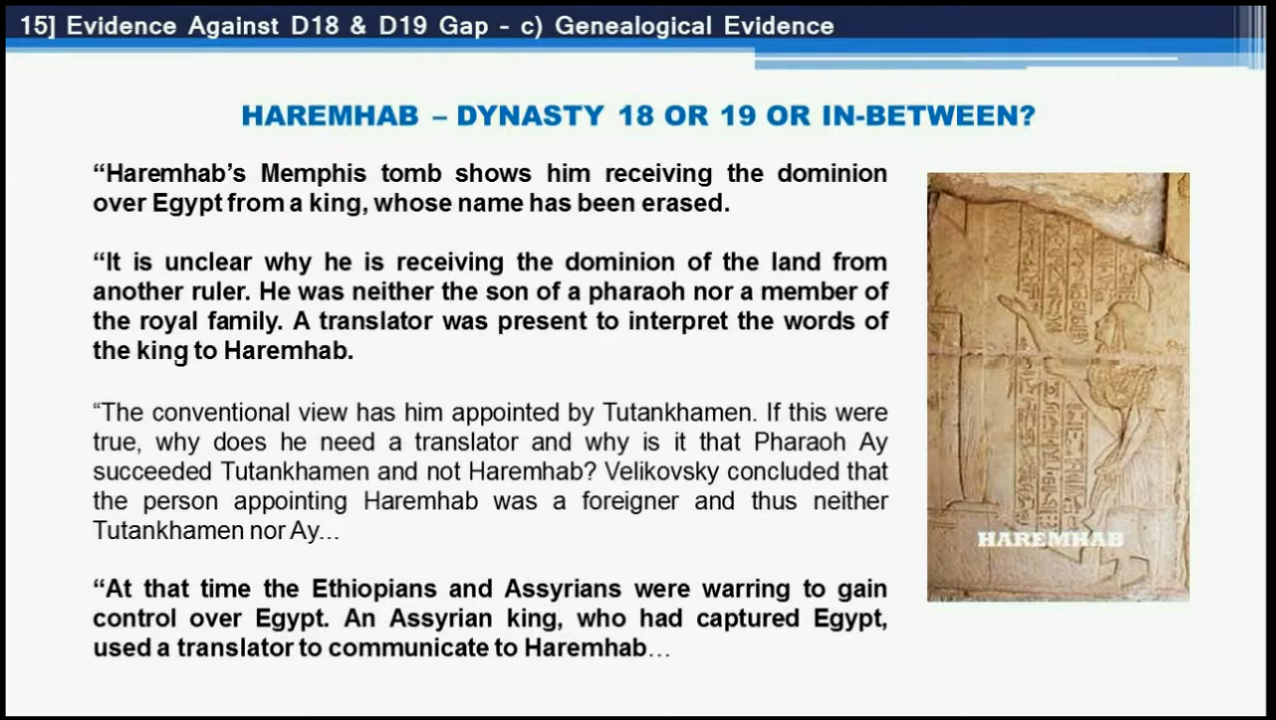 15] Evidence Against D18 & D19 Gap - c) Genealogical Evidence
HAREMHAB – DYNASTY 18 OR 19 OR IN-BETWEEN?
“Haremhab’s Memphis tomb shows him receiving the dominion
over Egypt from a king, whose name has been erased.
“It is unclear why he is receiving the dominion of the land from
another ruler. He was neither the son of a pharaoh nor a member of
the royal family. A translator was present to interpret the words of
the king to Haremhab.
“The conventional view has him appointed by Tutankhamen. If this were
true, why does he need a translator and why is it that Pharaoh Ay
succeeded Tutankhamen and not Haremhab? Velikovsky concluded that
the person appointing Haremhab was a foreigner and thus neither
Tutankhamen nor Ay...
“At that time the Ethiopians and Assyrians were warring to gain
control over Egypt. An Assyrian king, who had captured Egypt,
used a translator to communicate to Haremhab...
HAREMHAB